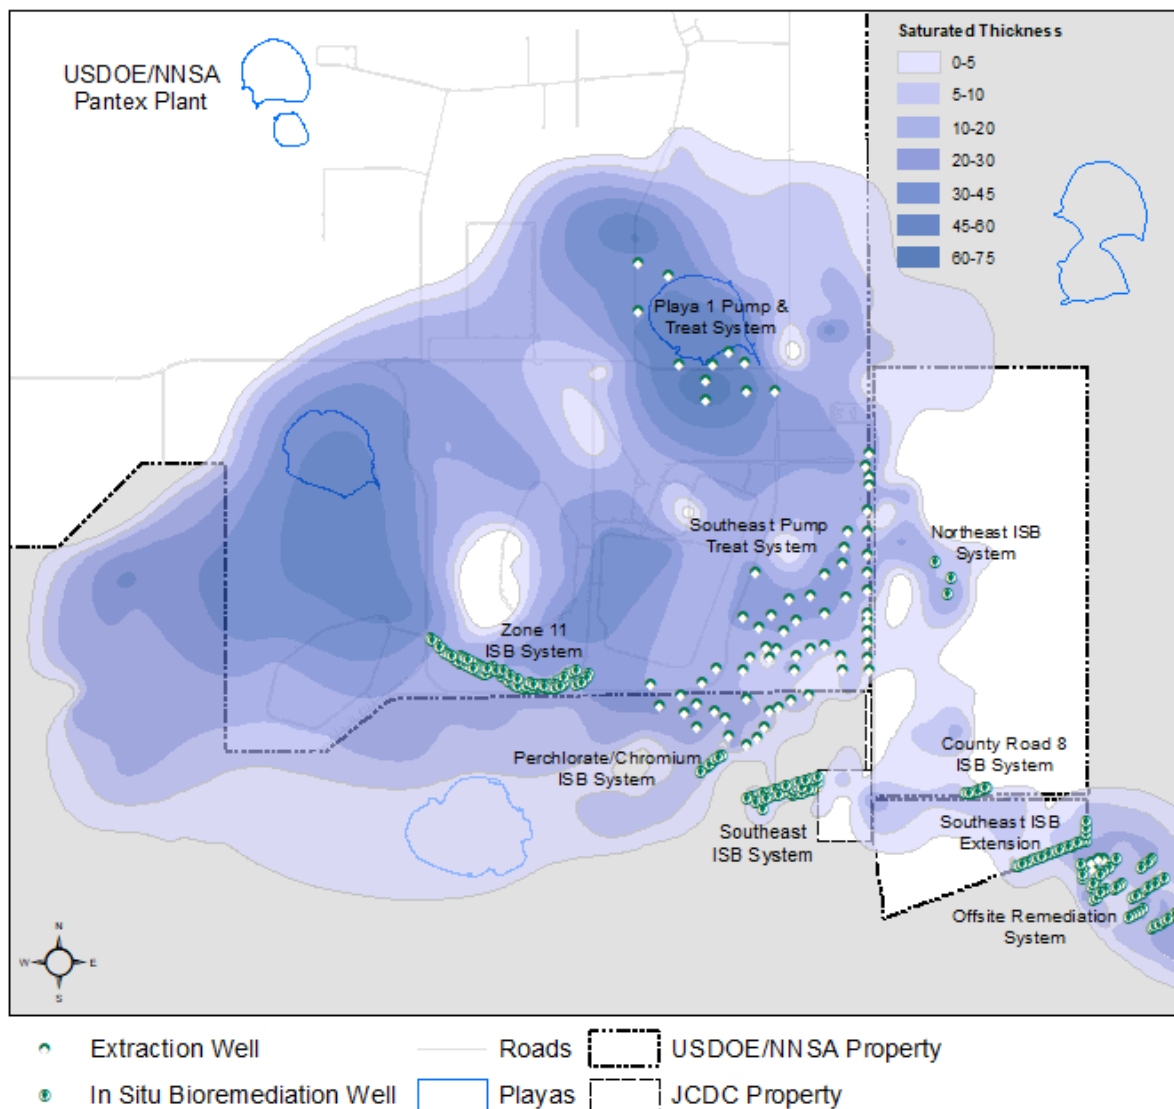 USDOE/NNSA
Pantex Plant
Saturated Thickness
0-5
5-10
10-20
20-30
30-45
45-60
60-75
Playa 1 Pump &
Treat System
Southeast Pump
Treat System
Northeast ISB
System
Zone 11
ISB System
Perchlorate/Chromium
ISB System
County Road 8
ISB System
Southeast
ISB System
Southeast ISB
Extension
Offsite Remediation
System
N
W
E
S
Extraction Well
Roads
USDOE/NNSA Property
In Situ Bioremediation Well
Playas
JCDC Property